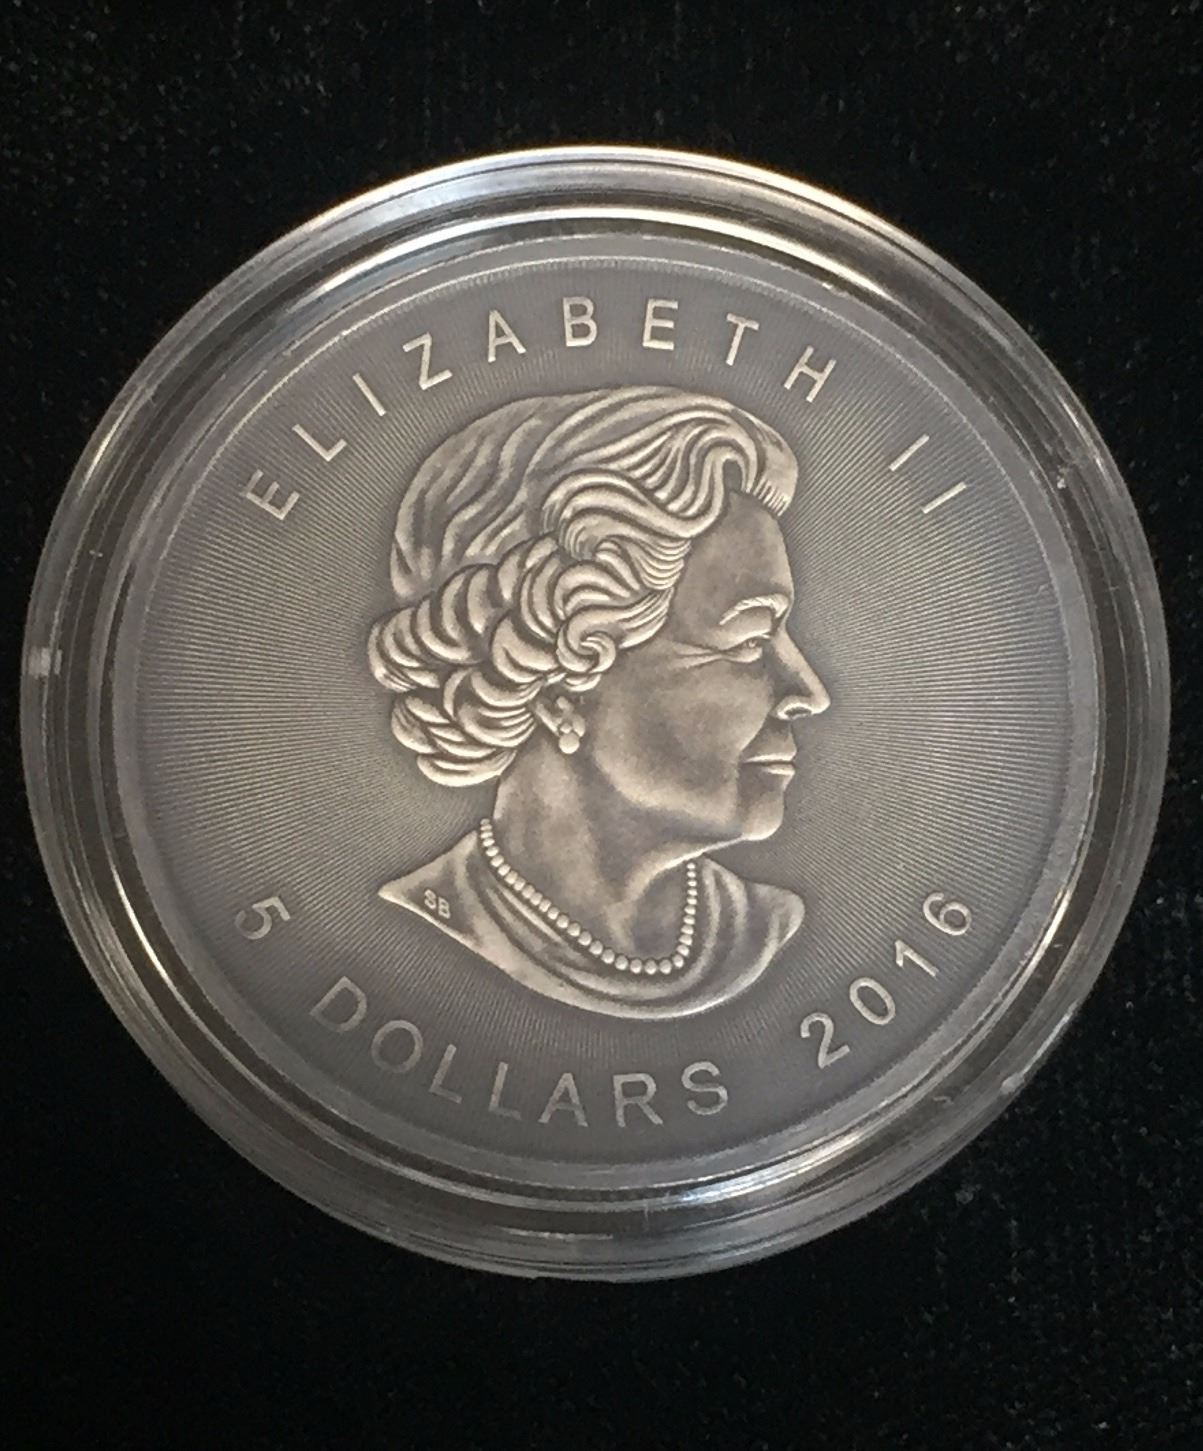 ELIZABETH II
SB
5 DOLLARS 2016